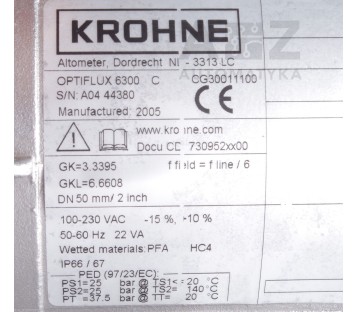 KROHNE
Altometer, Dordrecht NL - 3313 LC
OPTIFLUX 6300 C CG30011100
S/N: A04 44380
Manufactured 2005
CE
www.krohne.com
Docu CD 730952xx00
GK=3.3395 f field = f line / 6
GKL=6.6608
DN 50 mm/ 2 inch
100-230 VAC -15 %, +10 %
50-60 Hz 22 VA
Wetted materials: PFA HC4
IP66 / 67
PED (97/23/EC):
PS1=25 bar @ TS1<= 20 °C
PS2=25 bar @ TS2= 140 °C
PT =37.5 bar @ TT= 20 °C